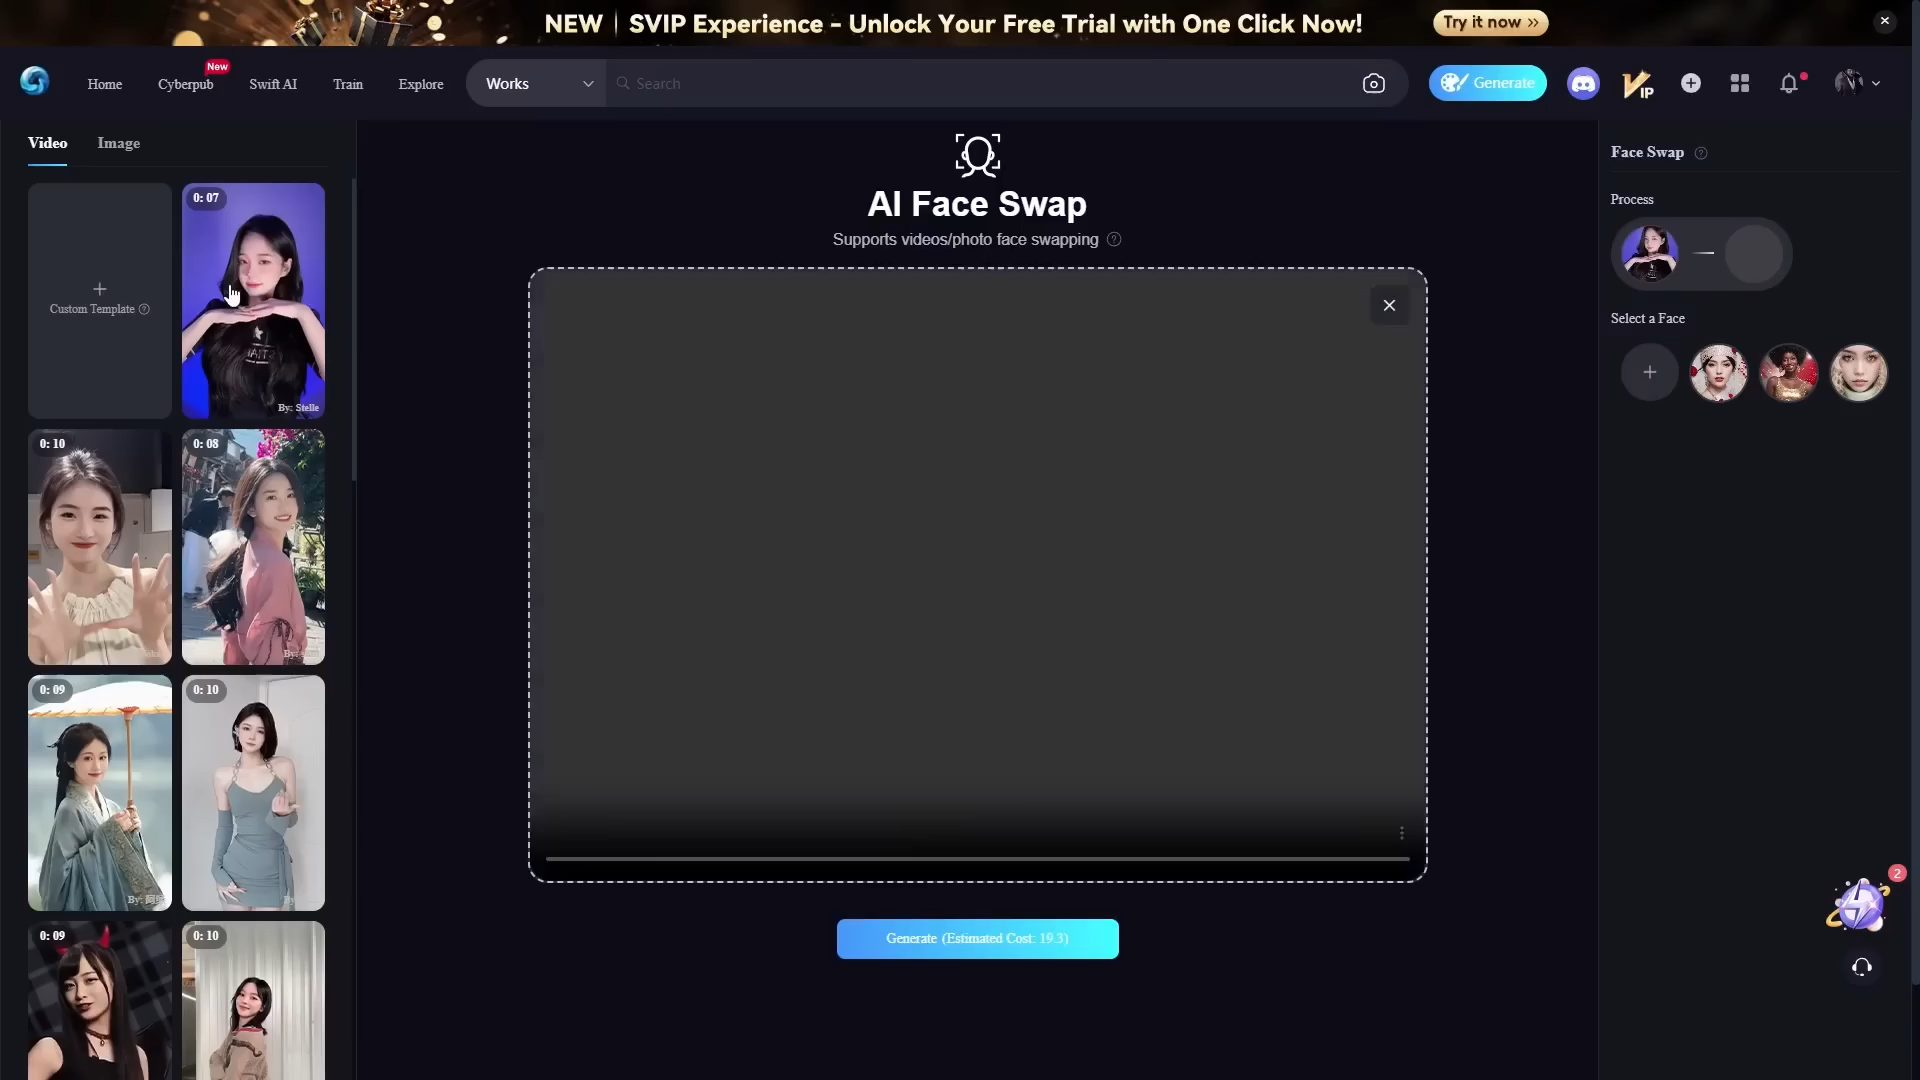 NEW | SVIP Experience - Unlock Your Free Trial with One Click Now!
Try it now >>
Home
Cyberpub
New
Swift AI
Train
Explore
Works
Search
Generate
VIP
Video
Image
Custom Template
0: 07
By: Stelle
0: 10
0: 08
0: 09
0: 10
0: 09
0: 10
AI Face Swap
Supports videos/photo face swapping
Generate (Estimated Cost: 19.3)
Face Swap
Process
Select a Face
2